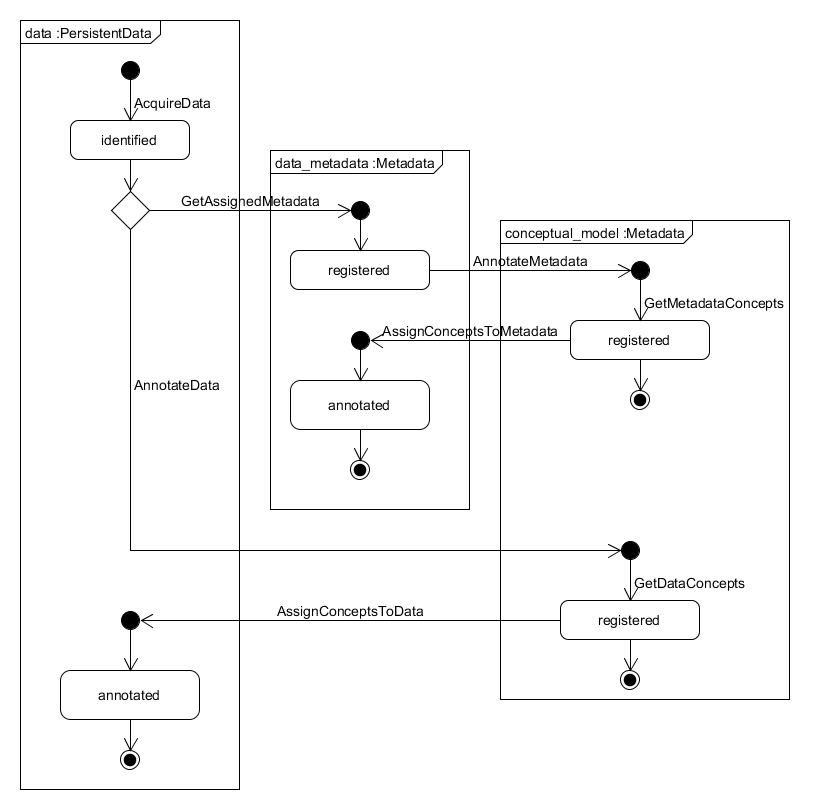 data :PersistentData
AcquireData
identified
data_metadata :Metadata
GetAssignedMetadata
conceptual_model :Metadata
registered
AnnotateMetadata
GetMetadataConcepts
AssignConceptsToMetadata
registered
AnnotateData
annotated
GetDataConcepts
AssignConceptsToData
registered
annotated